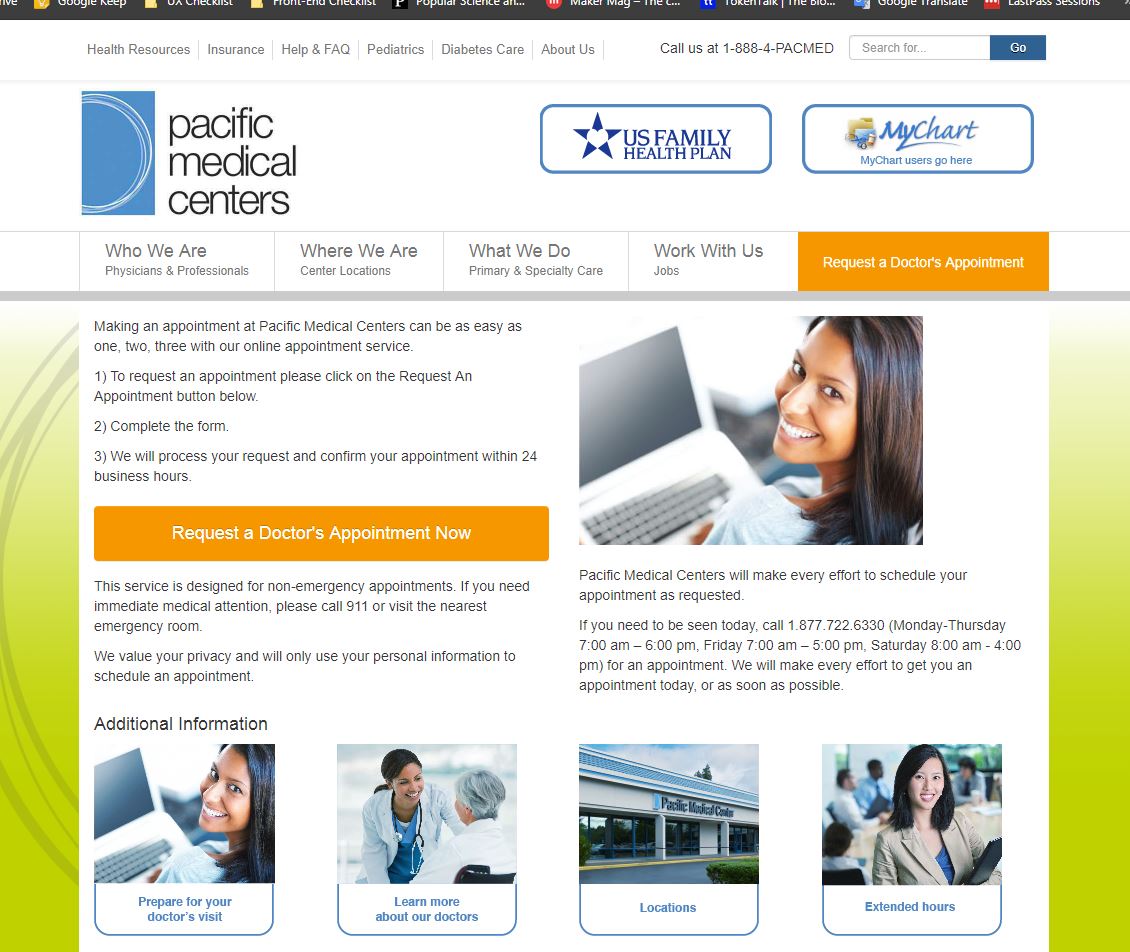 Google Keep
UX Checklist
Front-End Checklist
Popular Science an...
Maker Mag – The c...
TokenTalk | The Blo...
Google Translate
LastPass Sessions
Health Resources
Insurance
Help & FAQ
Pediatrics
Diabetes Care
About Us
Call us at 1-888-4-PACMED
Search for...
Go
pacific
medical
centers
US FAMILY
HEALTH PLAN
MyChart
MyChart users go here
Who We Are
Physicians & Professionals
Where We Are
Center Locations
What We Do
Primary & Specialty Care
Work With Us
Jobs
Request a Doctor's Appointment
Making an appointment at Pacific Medical Centers can be as easy as
one, two, three with our online appointment service.
1) To request an appointment please click on the Request An
Appointment button below.
2) Complete the form.
3) We will process your request and confirm your appointment within 24
business hours.
Request a Doctor's Appointment Now
This service is designed for non-emergency appointments. If you need
immediate medical attention, please call 911 or visit the nearest
emergency room.
We value your privacy and will only use your personal information to
schedule an appointment.
Pacific Medical Centers will make every effort to schedule your
appointment as requested.
If you need to be seen today, call 1.877.722.6330 (Monday-Thursday
7:00 am – 6:00 pm, Friday 7:00 am – 5:00 pm, Saturday 8:00 am - 4:00
pm) for an appointment. We will make every effort to get you an
appointment today, or as soon as possible.
Additional Information
Pacific Medical Center
Prepare for your
doctor's visit
Learn more
about our doctors
Locations
Extended hours